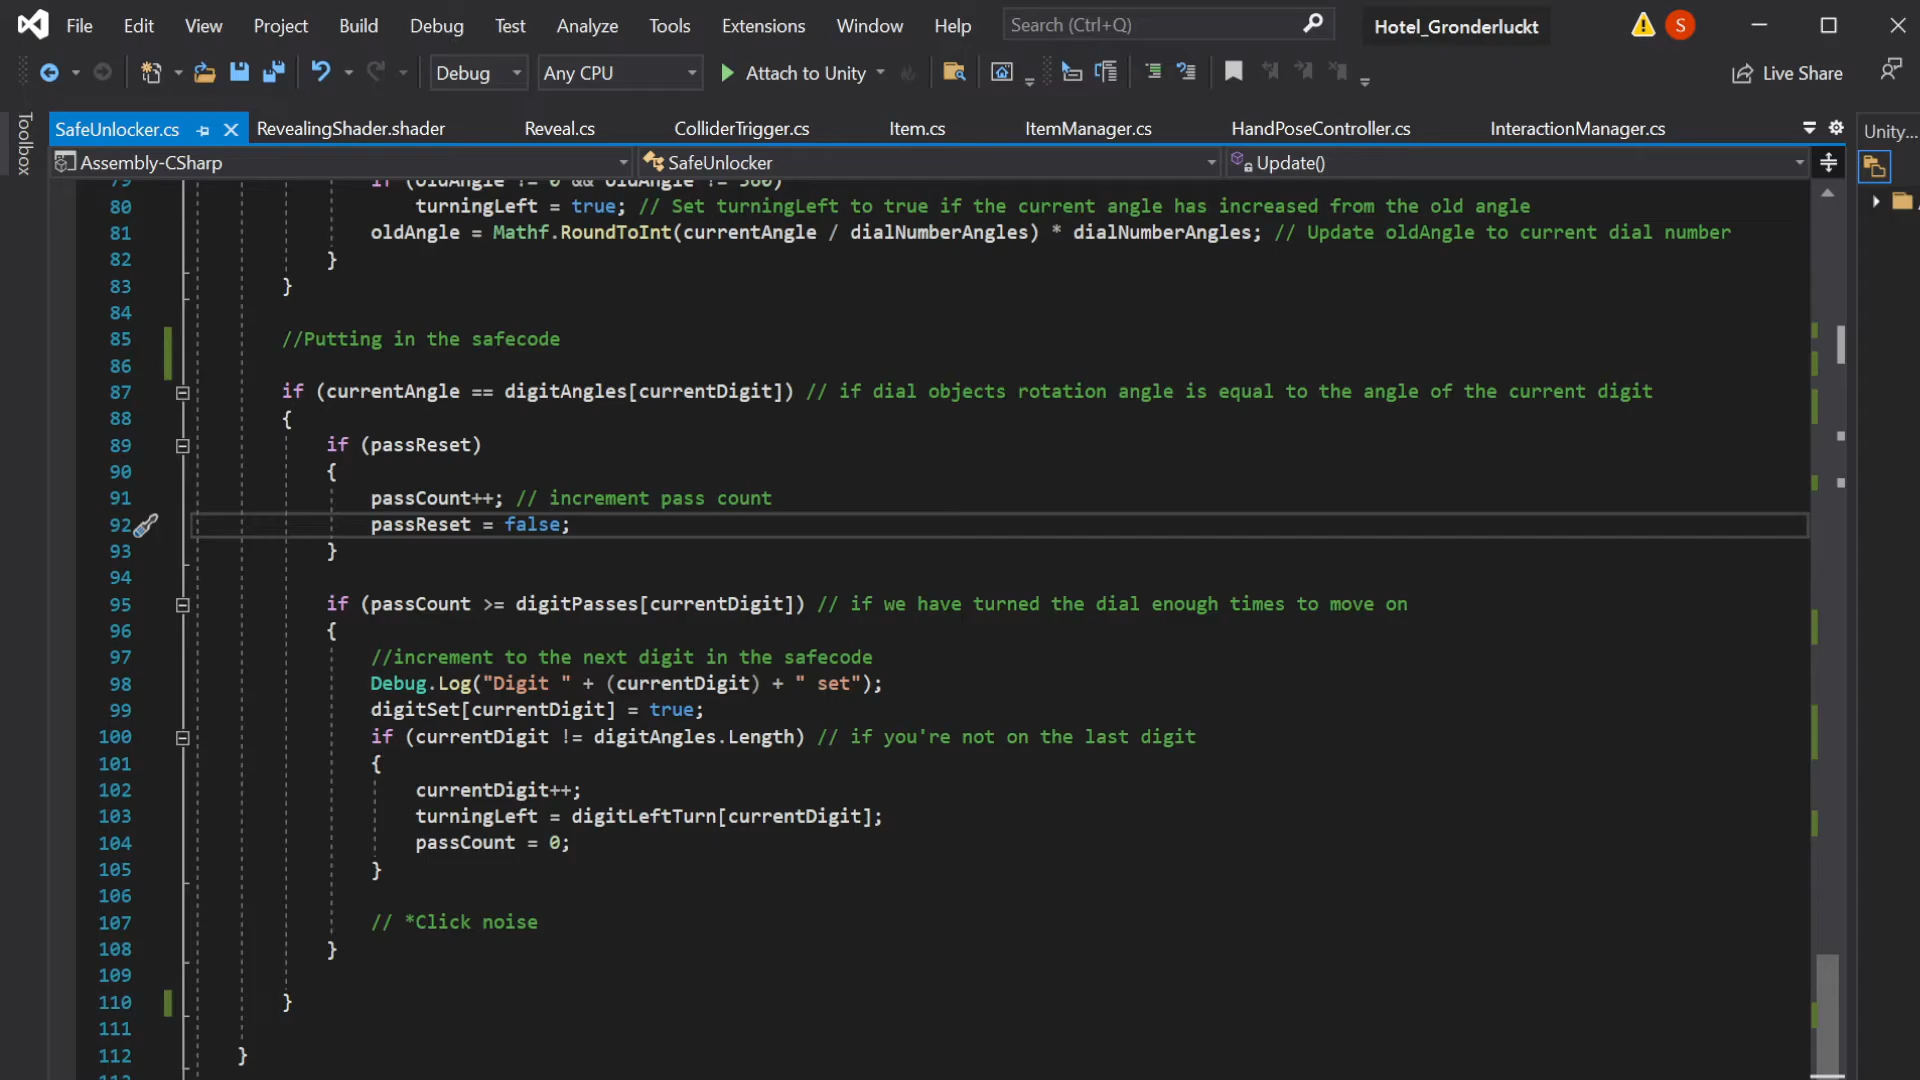 File Edit View Project Build Debug Test Analyze Tools Extensions Window Help Search (Ctrl+Q) Hotel_Gronderluckt S
Debug Any CPU Attach to Unity Live Share
Toolbox
SafeUnlocker.cs RevealingShader.shader Reveal.cs ColliderTrigger.cs Item.cs ItemManager.cs HandPoseController.cs InteractionManager.cs Unity...
Assembly-CSharp SafeUnlocker Update()
79 if (oldAngle != 0 && oldAngle != 360)
80 turningLeft = true; // Set turningLeft to true if the current angle has increased from the old angle
81 oldAngle = Mathf.RoundToInt(currentAngle / dialNumberAngles) * dialNumberAngles; // Update oldAngle to current dial number
82 }
83 }
84
85 //Putting in the safecode
86
87 if (currentAngle == digitAngles[currentDigit]) // if dial objects rotation angle is equal to the angle of the current digit
88 {
89 if (passReset)
90 {
91 passCount++; // increment pass count
92 passReset = false;
93 }
94
95 if (passCount >= digitPasses[currentDigit]) // if we have turned the dial enough times to move on
96 {
97 //increment to the next digit in the safecode
98 Debug.Log("Digit " + (currentDigit) + " set");
99 digitSet[currentDigit] = true;
100 if (currentDigit != digitAngles.Length) // if you're not on the last digit
101 {
102 currentDigit++;
103 turningLeft = digitLeftTurn[currentDigit];
104 passCount = 0;
105 }
106
107 // *Click noise
108 }
109
110 }
111
112 }